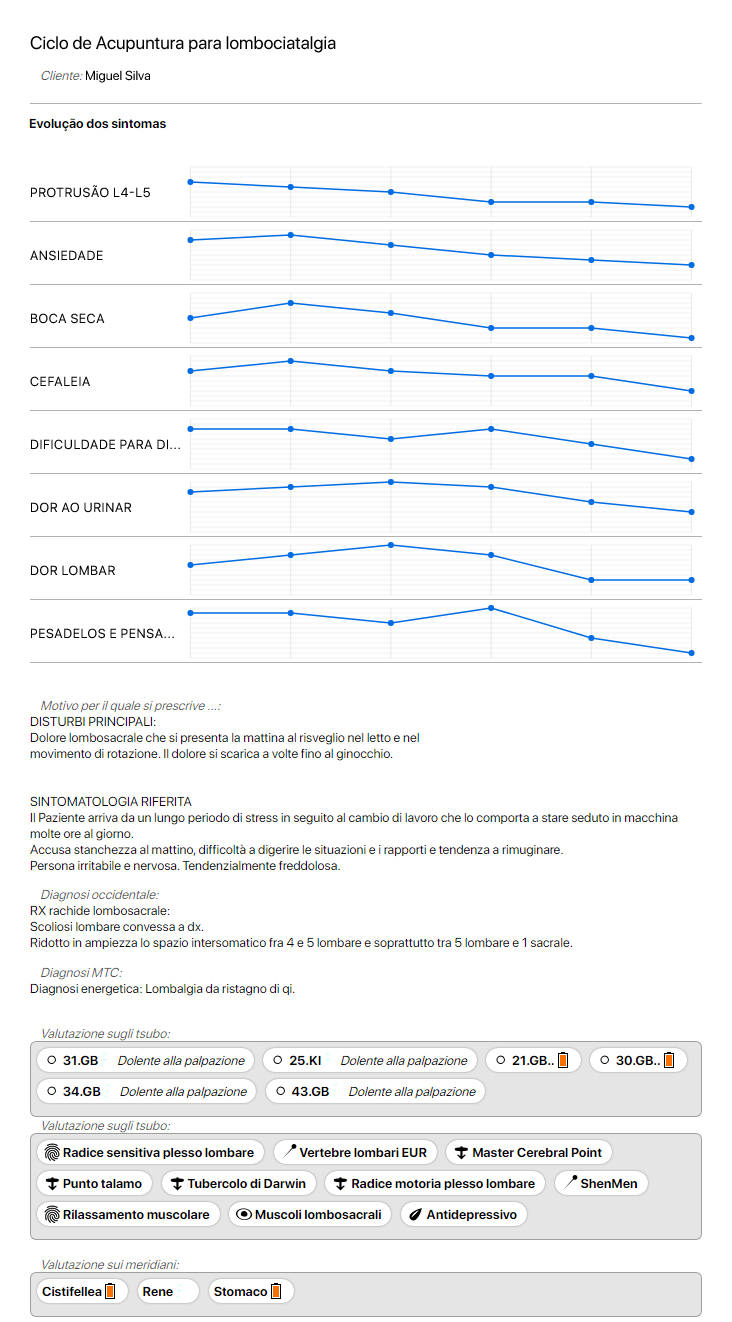 Ciclo de Acupuntura para lombociatalgia
Cliente: Miguel Silva
Evolução dos sintomas
PROTRUSÃO L4-L5
ANSIEDADE
BOCA SECA
CEFALEIA
DIFICULDADE PARA DI...
DOR AO URINAR
DOR LOMBAR
PESADELOS E PENSA...
Motivo per il quale si prescrive ...:
DISTURBI PRINCIPALI:
Dolore lombosacrale che si presenta la mattina al risveglio nel letto e nel
movimento di rotazione. Il dolore si scarica a volte fino al ginocchio.
SINTOMATOLOGIA RIFERITA
Il Paziente arriva da un lungo periodo di stress in seguito al cambio di lavoro che lo comporta a stare seduto in macchina
molte ore al giorno.
Accusa stanchezza al mattino, difficoltà a digerire le situazioni e i rapporti e tendenza a rimuginare.
Persona irritabile e nervosa. Tendenzialmente freddolosa.
Diagnosi occidentale:
RX rachide lombosacrale:
Scoliosi lombare convessa a dx.
Ridotto in ampiezza lo spazio intersomatico fra 4 e 5 lombare e soprattutto tra 5 lombare e 1 sacrale.
Diagnosi MTC:
Diagnosi energetica: Lombalgia da ristagno di qi.
Valutazione sugli tsubo:
31.GB Dolente alla palpazione 25.KI Dolente alla palpazione 21.GB.. 30.GB..
34.GB Dolente alla palpazione 43.GB Dolente alla palpazione
Valutazione sugli tsubo:
Radice sensitiva plesso lombare Vertebre lombari EUR Master Cerebral Point
Punto talamo Tubercolo di Darwin Radice motoria plesso lombare ShenMen
Rilassamento muscolare Muscoli lombosacrali Antidepressivo
Valutazione sui meridiani:
Cistifellea Rene Stomaco